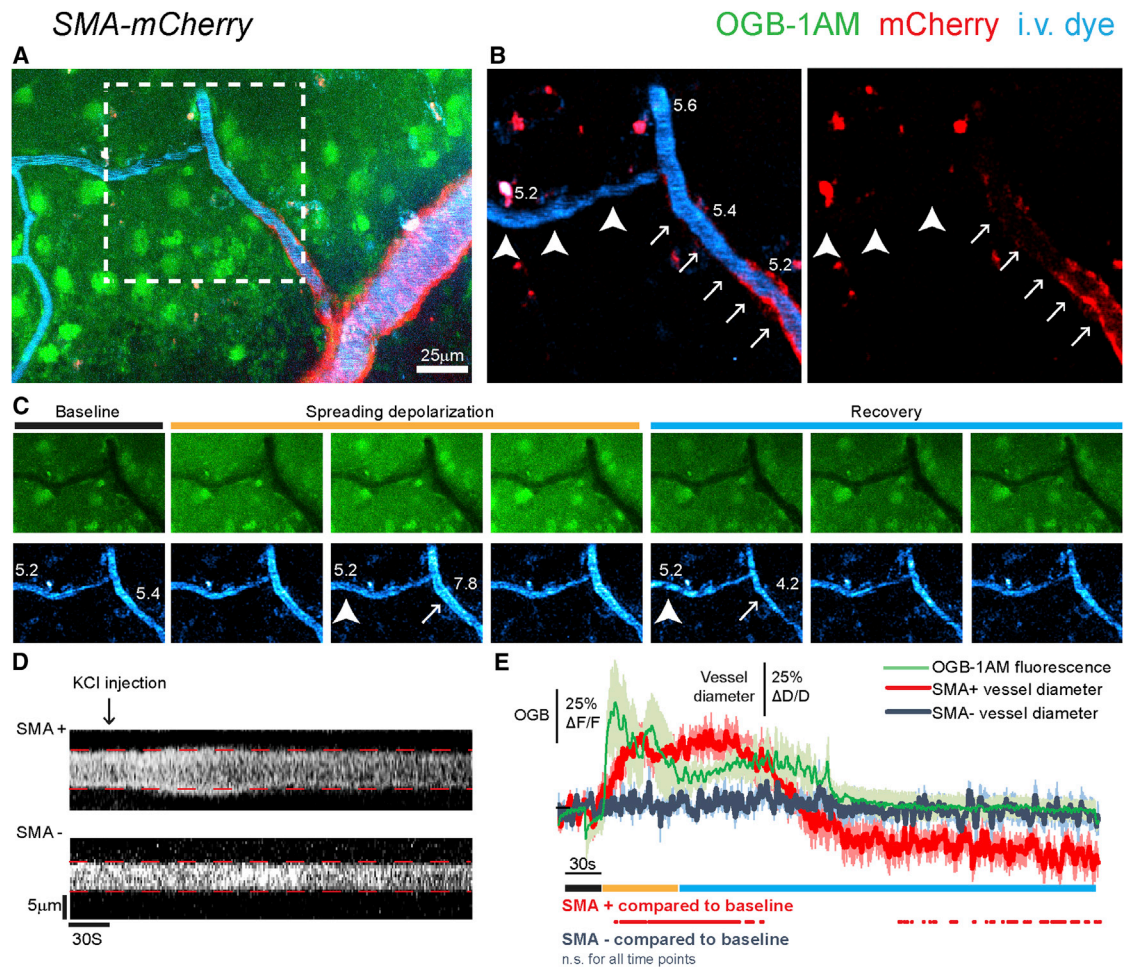 SMA-mCherry
OGB-1AM mCherry i.v. dye
A
25µm
B
5.6
5.2
5.4
5.2
C
Baseline
Spreading depolarization
Recovery
5.2
5.4
5.2
7.8
5.2
4.2
D
KCl injection
SMA +
SMA -
5µm
30S
E
OGB
25%
ΔF/F
Vessel
diameter
25%
ΔD/D
OGB-1AM fluorescence
SMA+ vessel diameter
SMA- vessel diameter
30s
SMA + compared to baseline
SMA - compared to baseline
n.s. for all time points